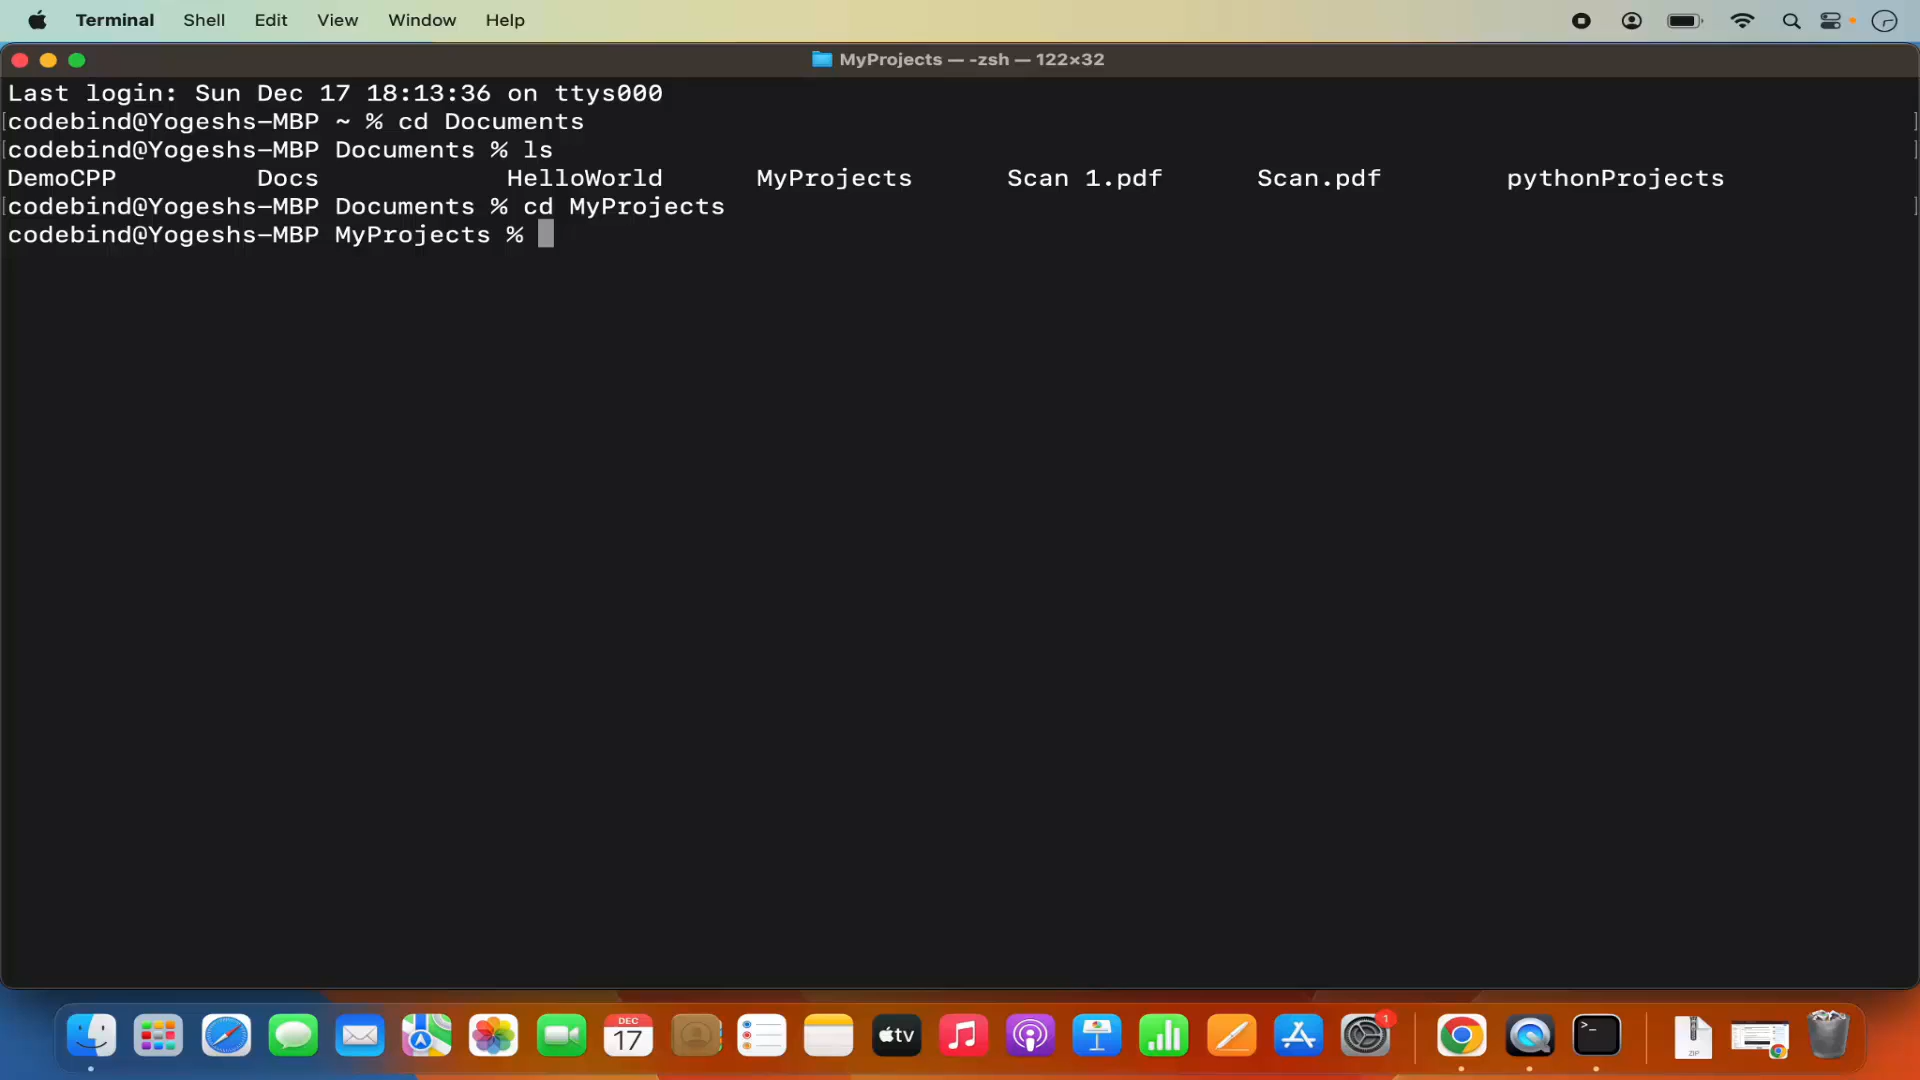 Terminal Shell Edit View Window Help
MyProjects — -zsh — 122×32
Last login: Sun Dec 17 18:13:36 on ttys000
codebind@Yogeshs-MBP ~ % cd Documents
codebind@Yogeshs-MBP Documents % ls
DemoCPP Docs HelloWorld MyProjects Scan 1.pdf Scan.pdf pythonProjects
codebind@Yogeshs-MBP Documents % cd MyProjects
codebind@Yogeshs-MBP MyProjects %
DEC
17
tv
1
>_
ZIP